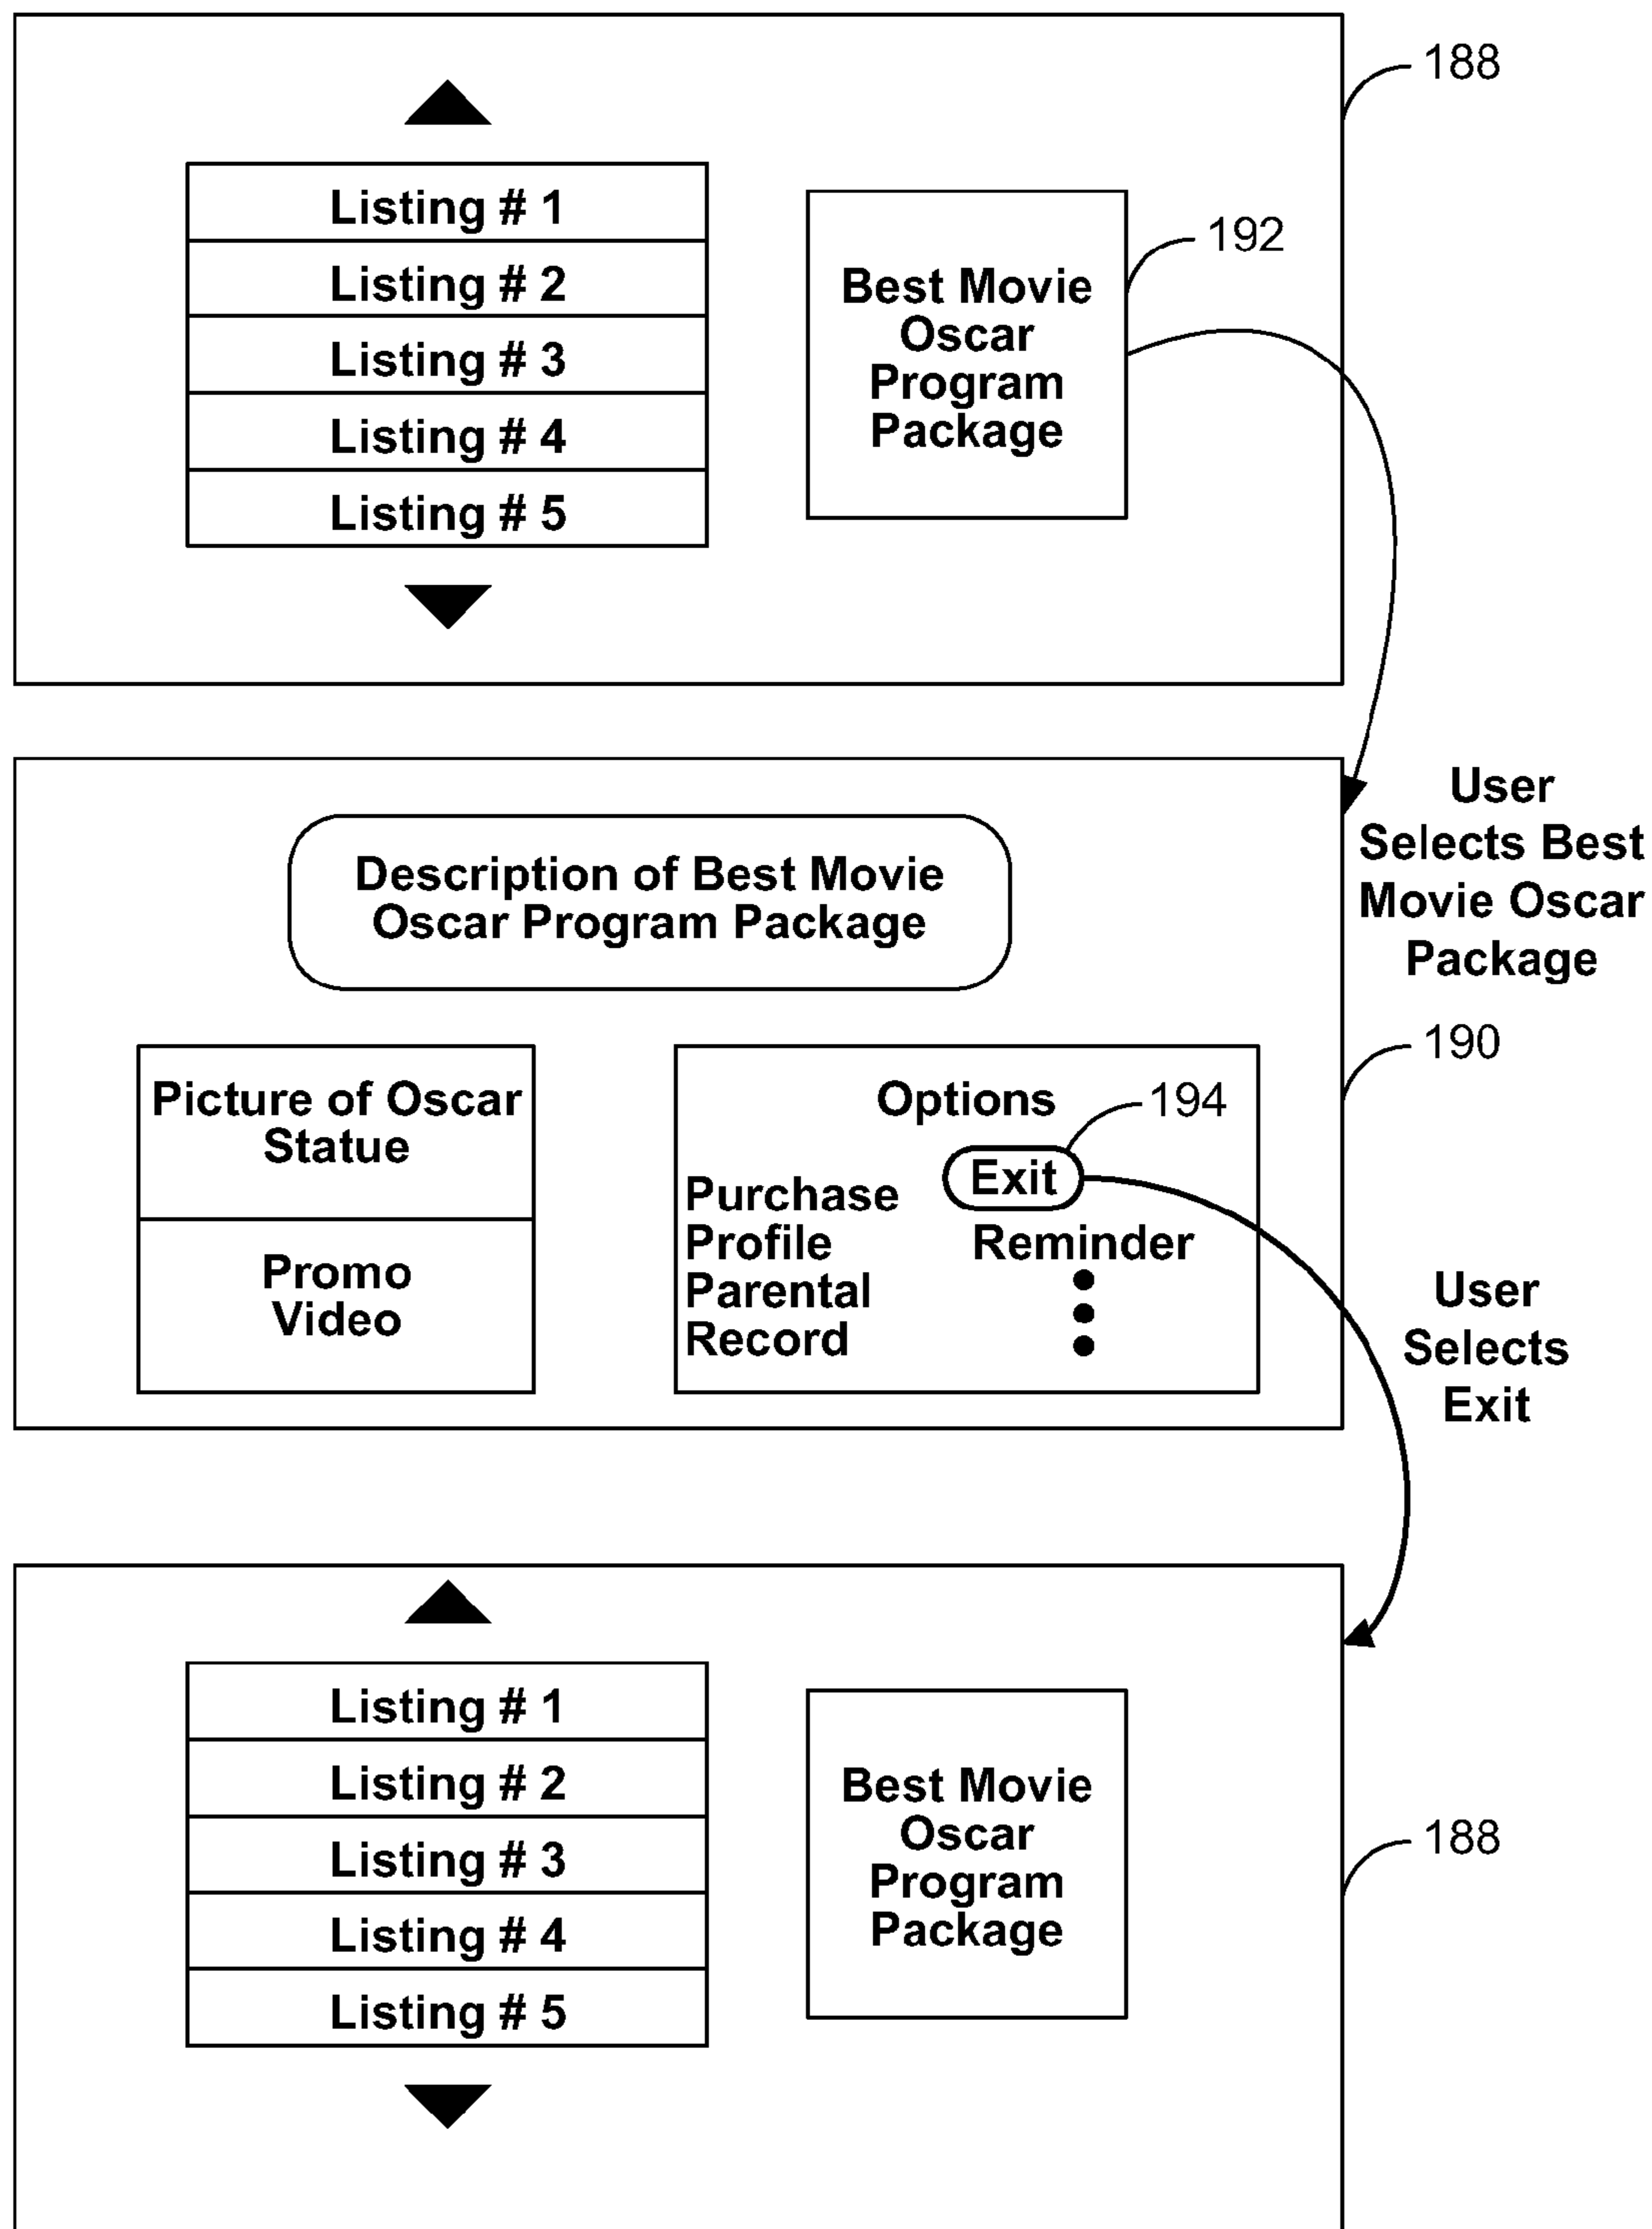 188
Listing # 1
Listing # 2
Listing # 3
Listing # 4
Listing # 5
192
Best Movie
Oscar
Program
Package
User
Selects Best
Movie Oscar
Package
Description of Best Movie
Oscar Program Package
190
Picture of Oscar
Statue
Promo
Video
Options
194
Exit
Purchase
Profile
Reminder
Parental
Record
User
Selects
Exit
Listing # 1
Listing # 2
Listing # 3
Listing # 4
Listing # 5
Best Movie
Oscar
Program
Package
188